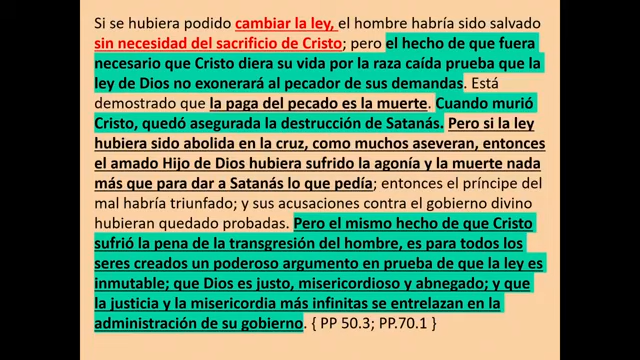 Si se hubiera podido cambiar la ley, el hombre habría sido salvado
sin necesidad del sacrificio de Cristo; pero el hecho de que fuera
necesario que Cristo diera su vida por la raza caída prueba que la
ley de Dios no exonerará al pecador de sus demandas. Está
demostrado que la paga del pecado es la muerte. Cuando murió
Cristo, quedó asegurada la destrucción de Satanás. Pero si la ley
hubiera sido abolida en la cruz, como muchos aseveran, entonces
el amado Hijo de Dios hubiera sufrido la agonía y la muerte nada
más que para dar a Satanás lo que pedía; entonces el príncipe del
mal habría triunfado; y sus acusaciones contra el gobierno divino
hubieran quedado probadas. Pero el mismo hecho de que Cristo
sufrió la pena de la transgresión del hombre, es para todos los
seres creados un poderoso argumento en prueba de que la ley es
inmutable; que Dios es justo, misericordioso y abnegado; y que
la justicia y la misericordia más infinitas se entrelazan en la
administración de su gobierno. { PP 50.3; PP.70.1 }